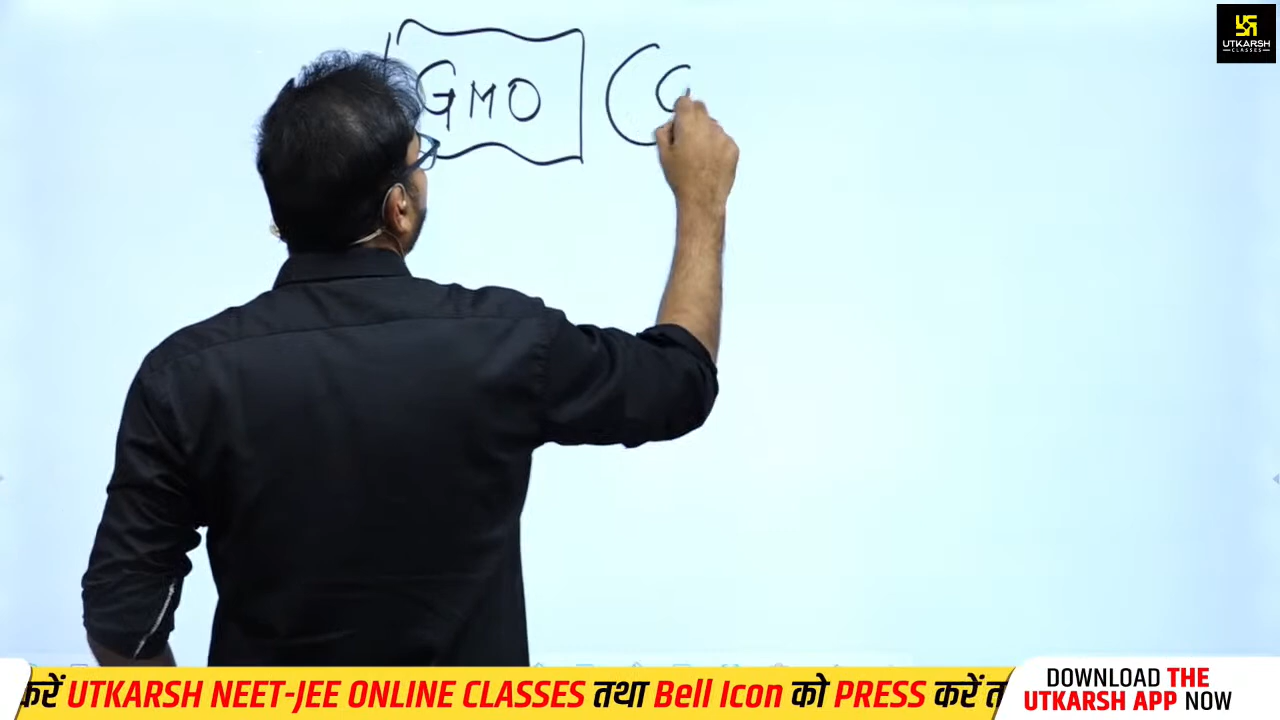 UTKARSH
CLASSES
GMO (G
करें UTKARSH NEET-JEE ONLINE CLASSES तथा Bell Icon को PRESS करें
DOWNLOAD THE
UTKARSH APP NOW